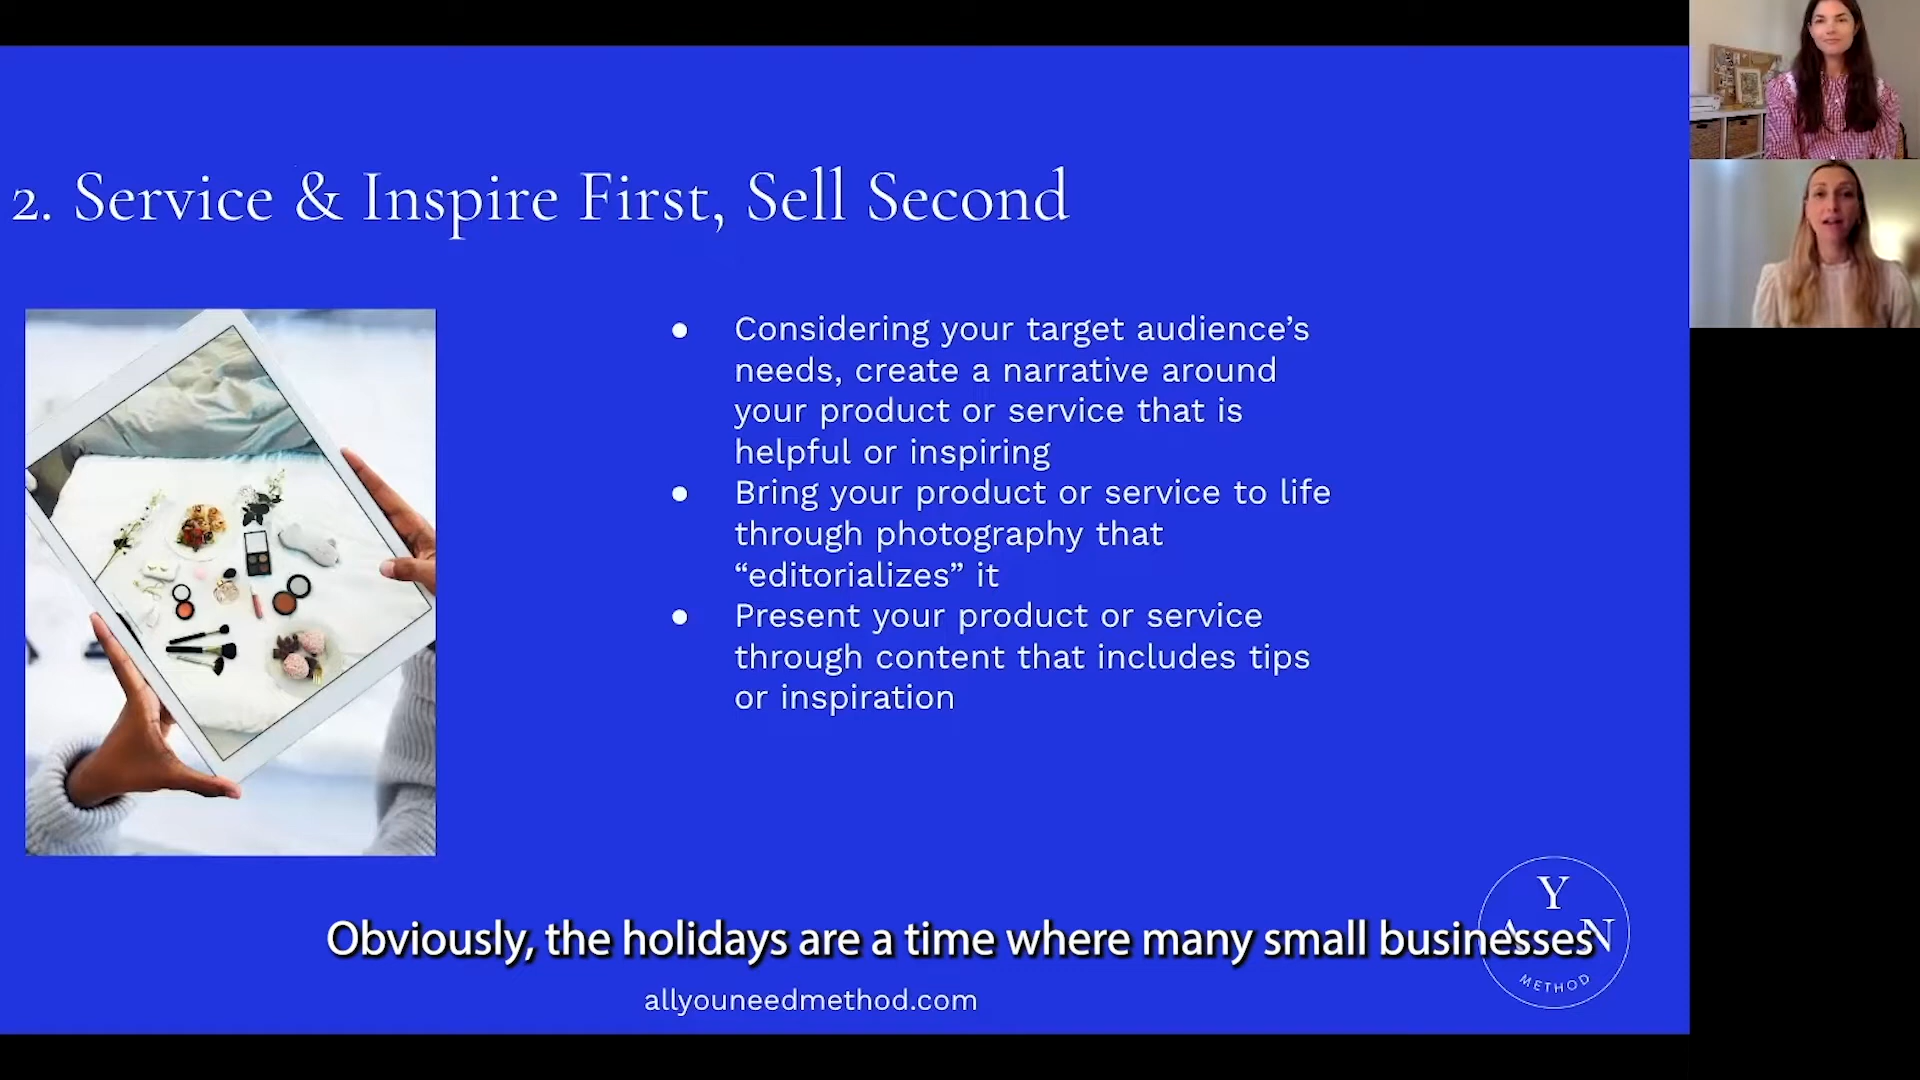 2. Service & Inspire First, Sell Second
● Considering your target audience’s
needs, create a narrative around
your product or service that is
helpful or inspiring
● Bring your product or service to life
through photography that
“editorializes” it
● Present your product or service
through content that includes tips
or inspiration
Y
A N
METHOD
Obviously, the holidays are a time where many small businesses
allyouneedmethod.com